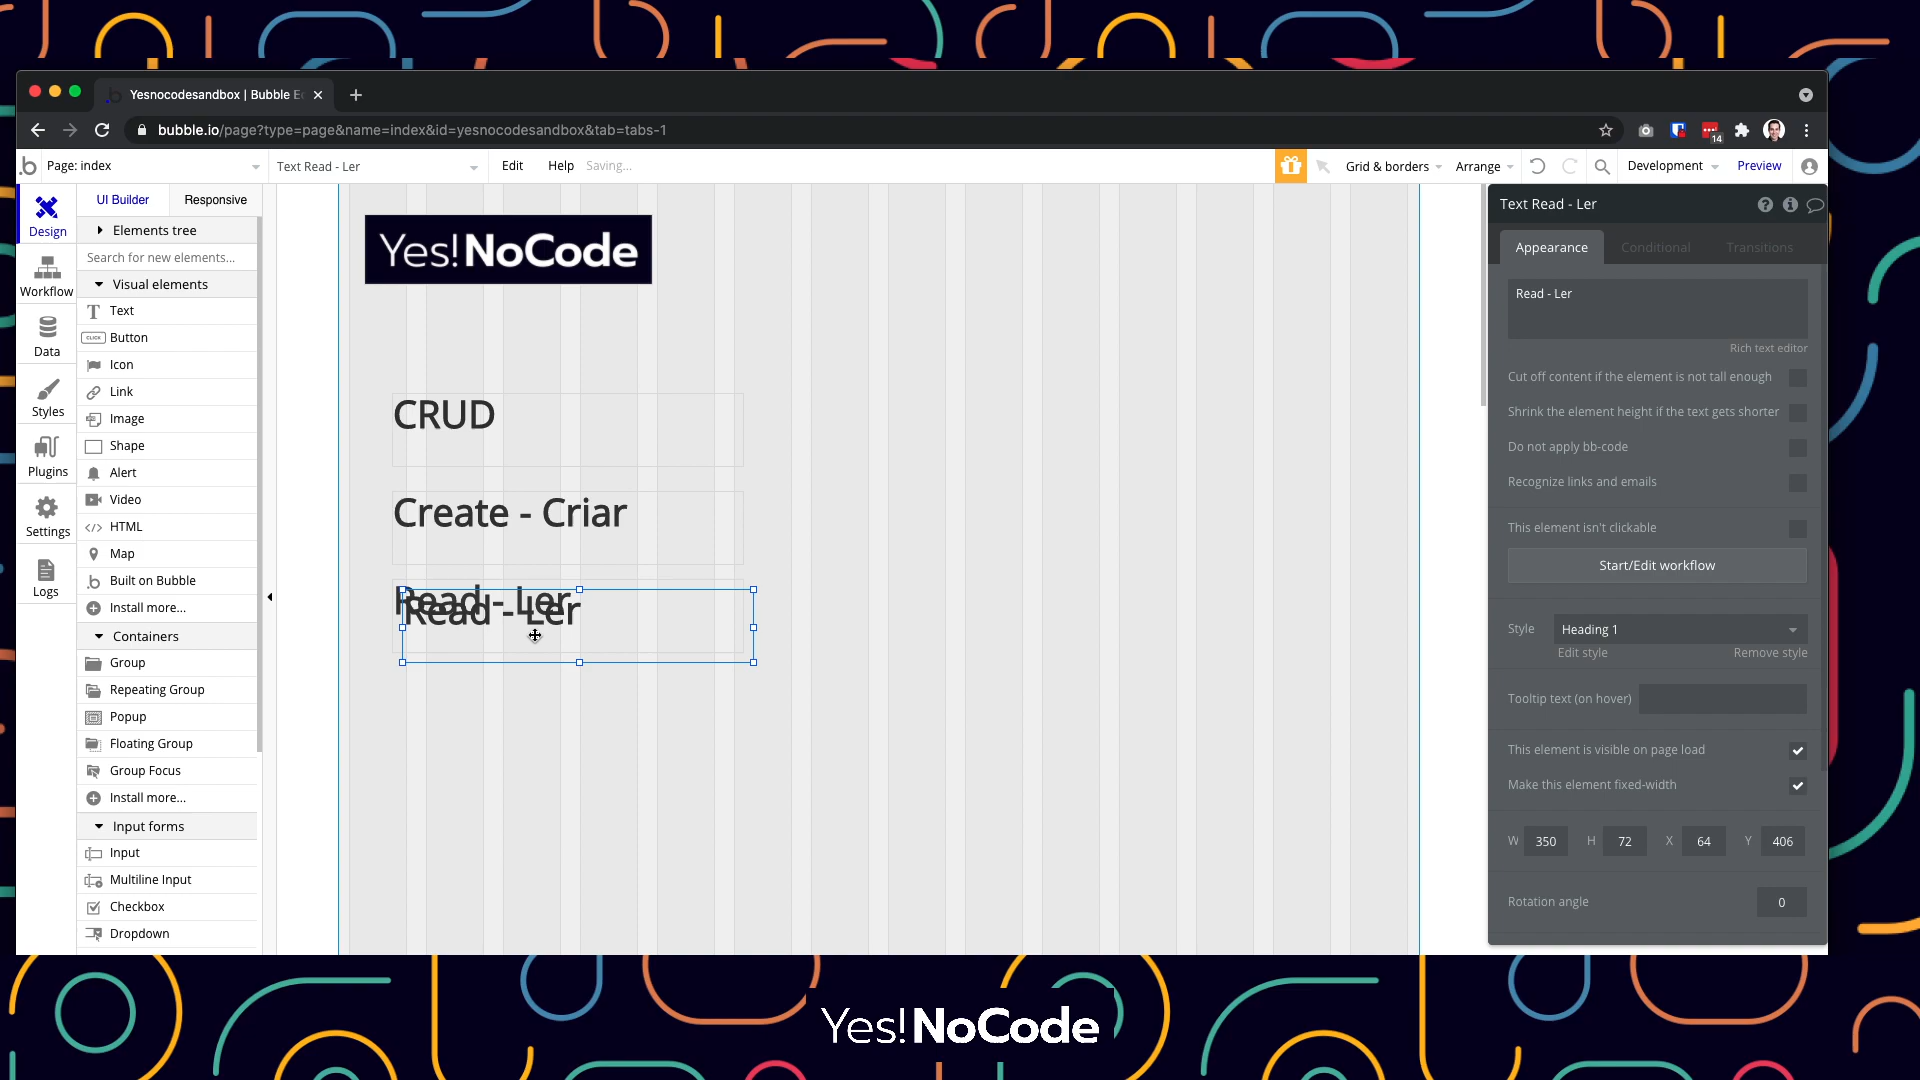 Yesnocodesandbox | Bubble E
bubble.io/page?type=page&name=index&id=yesnocodesandbox&tab=tabs-1
14
Page: index
Text Read - Ler
Edit
Help
Saving...
Grid & borders
Arrange
Development
Preview
Design
Workflow
Data
Styles
Plugins
Settings
Logs
UI Builder
Responsive
Elements tree
Search for new elements...
Visual elements
Text
CLICK
Button
Icon
Link
Image
Shape
Alert
Video
HTML
Map
Built on Bubble
Install more...
Containers
Group
Repeating Group
Popup
Floating Group
Group Focus
Install more...
Input forms
Input
Multiline Input
Checkbox
Dropdown
Yes!NoCode
CRUD
Create - Criar
Read - Ler
Read - Ler
Text Read - Ler
Appearance
Conditional
Transitions
Read - Ler
Rich text editor
Cut off content if the element is not tall enough
Shrink the element height if the text gets shorter
Do not apply bb-code
Recognize links and emails
This element isn't clickable
Start/Edit workflow
Style
Heading 1
Edit style
Remove style
Tooltip text (on hover)
This element is visible on page load
Make this element fixed-width
W 350 H 72 X 64 Y 406
Rotation angle
0
Yes!NoCode